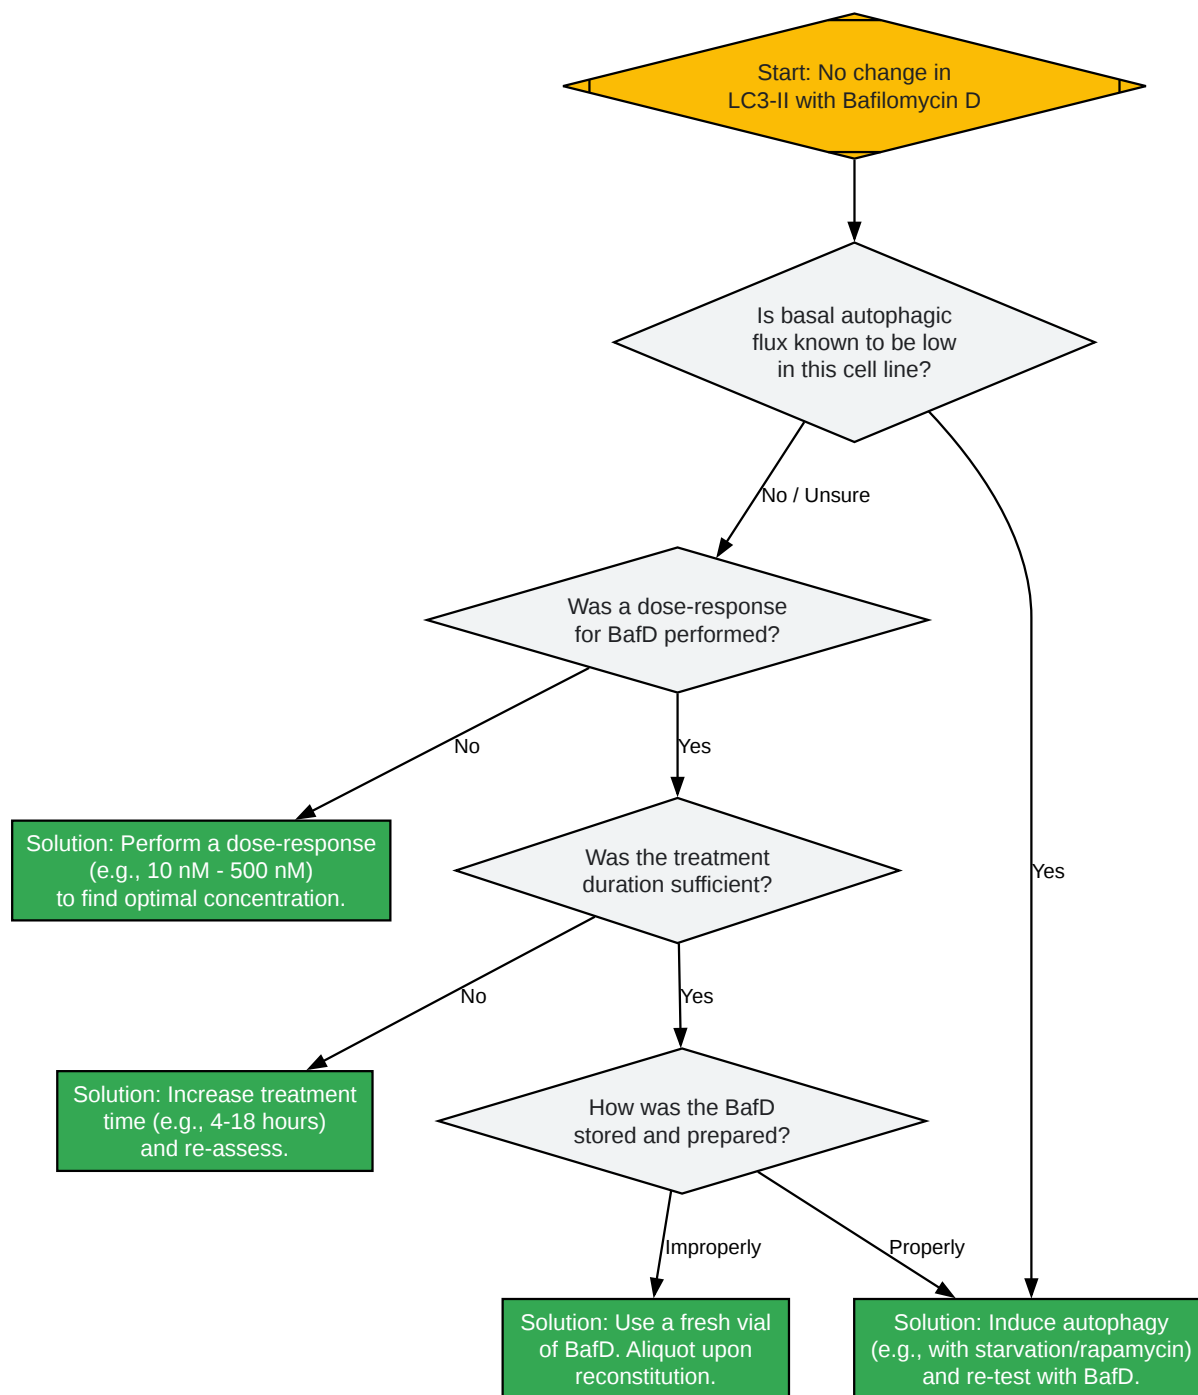 Start: No change in
LC3-II with Bafilomycin D
Is basal autophagic
flux known to be low
in this cell line?
No / Unsure
Was a dose-response
for BafD performed?
No
Yes
Yes
Solution: Perform a dose-response
(e.g., 10 nM - 500 nM)
to find optimal concentration.
Was the treatment
duration sufficient?
No
Yes
Solution: Increase treatment
time (e.g., 4-18 hours)
and re-assess.
How was the BafD
stored and prepared?
Improperly
Properly
Solution: Use a fresh vial
of BafD. Aliquot upon
reconstitution.
Solution: Induce autophagy
(e.g., with starvation/rapamycin)
and re-test with BafD.